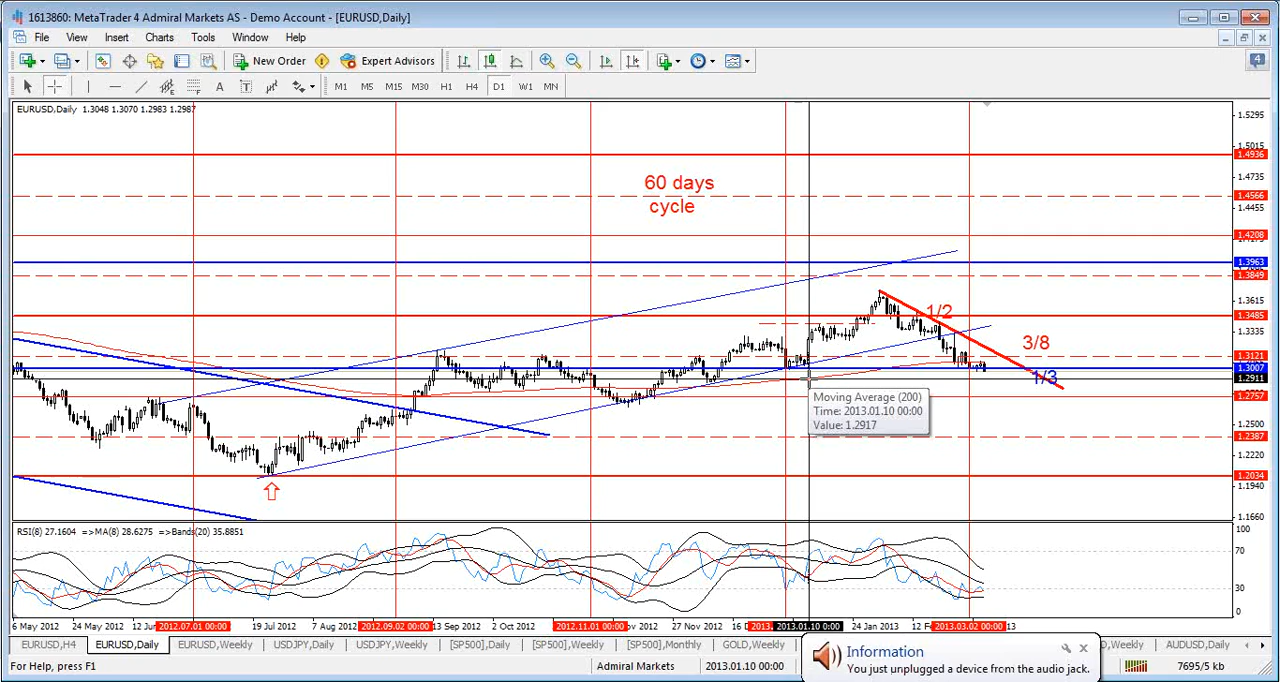 1613860: MetaTrader 4 Admiral Markets AS - Demo Account - [EURUSD,Daily]
File View Insert Charts Tools Window Help
New Order Expert Advisors
4
A T M1 M5 M15 M30 H1 H4 D1 W1 MN
EURUSD,Daily 1.3048 1.3070 1.2983 1.2987
1.5295
1.5015
1.4936
1.4735
60 days
cycle
1.4566
1.4455
1.4208
1.3963
1.3849
1.3615
1/2
1.3485
1.3335
3/8
1.3121
1.3007
1/3
1.2911
1.2757
Moving Average (200)
Time: 2013.01.10 00:00
Value: 1.2917
1.2500
1.2387
1.2220
1.2034
1.1940
1.1660
RSI(8) 27.1604 =>MA(8) 28.6275 =>Bands(20) 35.8851
100
70
30
0
6 May 2012 24 May 2012 12 Jun 2012.07.01 00:00 19 Jul 2012 7 Aug 2012 2012.09.02 00:00 13 Sep 2012 2 Oct 2012 2012.11.01 00:00 ov 2012 27 Nov 2012 16 D 2013. 2013.01.10 0:00 24 Jan 2013 12 F 2013.03.02 00:00 13
EURUSD,H4 EURUSD,Daily EURUSD,Weekly USDJPY,Daily USDJPY,Weekly [SP500],Daily [SP500],Weekly [SP500],Monthly GOLD,Weekly ,Weekly AUDUSD,Daily
Information
You just unplugged a device from the audio jack.
For Help, press F1 Admiral Markets 2013.01.10 00:00 7695/5 kb